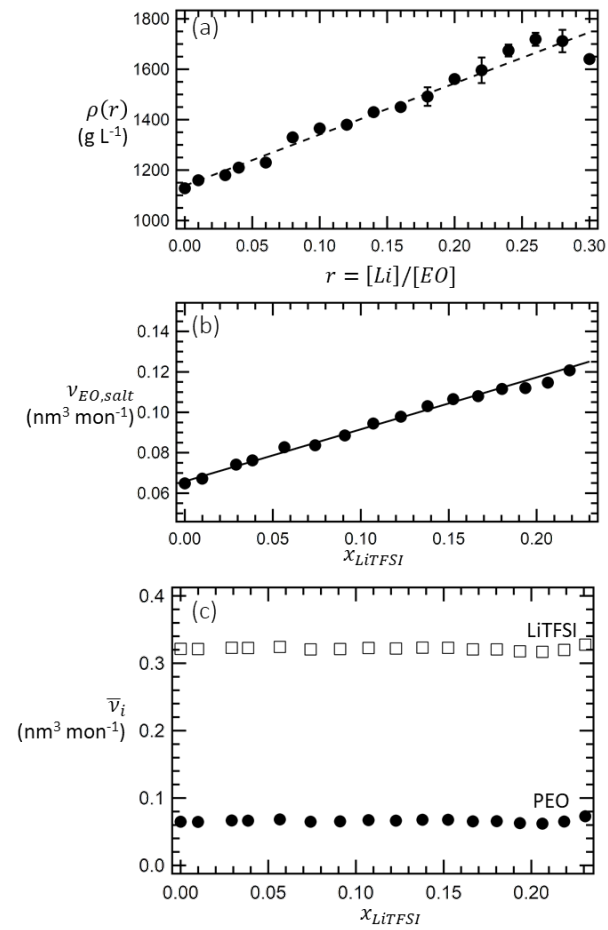 (a)
1800
1600
1400
1200
1000
ρ(r)
(g L⁻¹)
0.00 0.05 0.10 0.15 0.20 0.25 0.30
r = [Li]/[EO]
(b)
0.14
0.12
0.10
0.08
0.06
ν_EO,salt
(nm³ mon⁻¹)
0.00 0.05 0.10 0.15 0.20
x_LiTFSI
(c)
0.4
0.3
0.2
0.1
0.0
LiTFSI
PEO
ν̅_i
(nm³ mon⁻¹)
0.00 0.05 0.10 0.15 0.20
x_LiTFSI